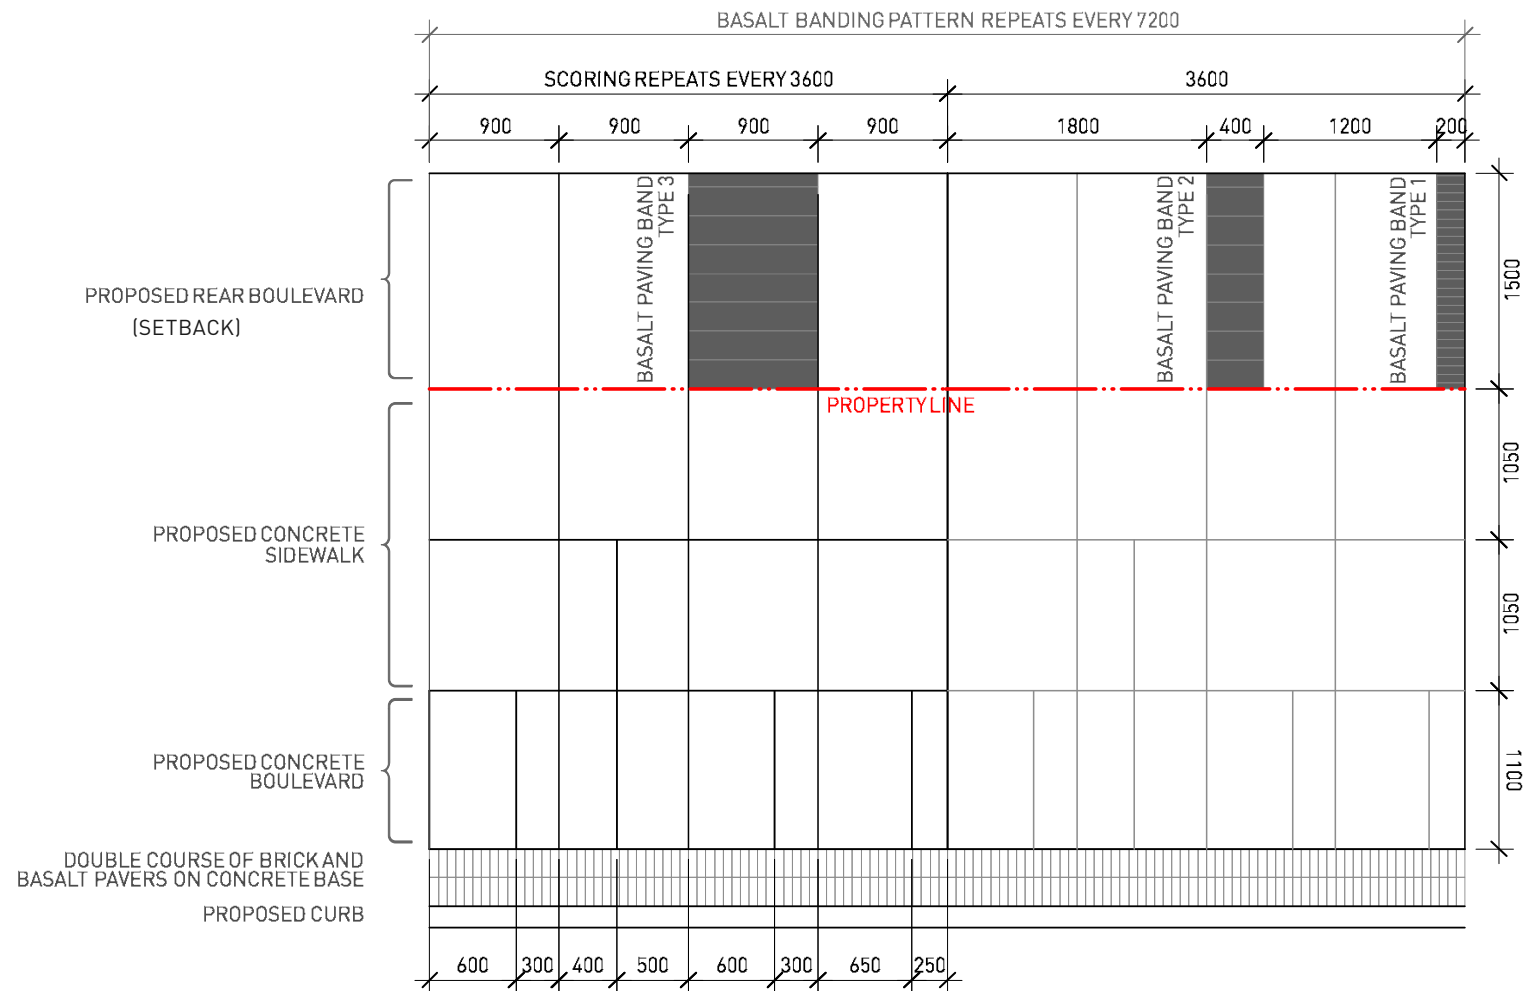 BASALT BANDING PATTERN REPEATS EVERY 7200
SCORING REPEATS EVERY 3600
3600
900
900
900
900
1800
400
1200
200
BASALT PAVING BAND
TYPE 3
BASALT PAVING BAND
TYPE 2
BASALT PAVING BAND
TYPE 1
1500
PROPOSED REAR BOULEVARD
(SETBACK)
PROPERTY LINE
1050
PROPOSED CONCRETE
SIDEWALK
1050
PROPOSED CONCRETE
BOULEVARD
1100
DOUBLE COURSE OF BRICK AND
BASALT PAVERS ON CONCRETE BASE
PROPOSED CURB
600
300
400
500
600
300
650
250